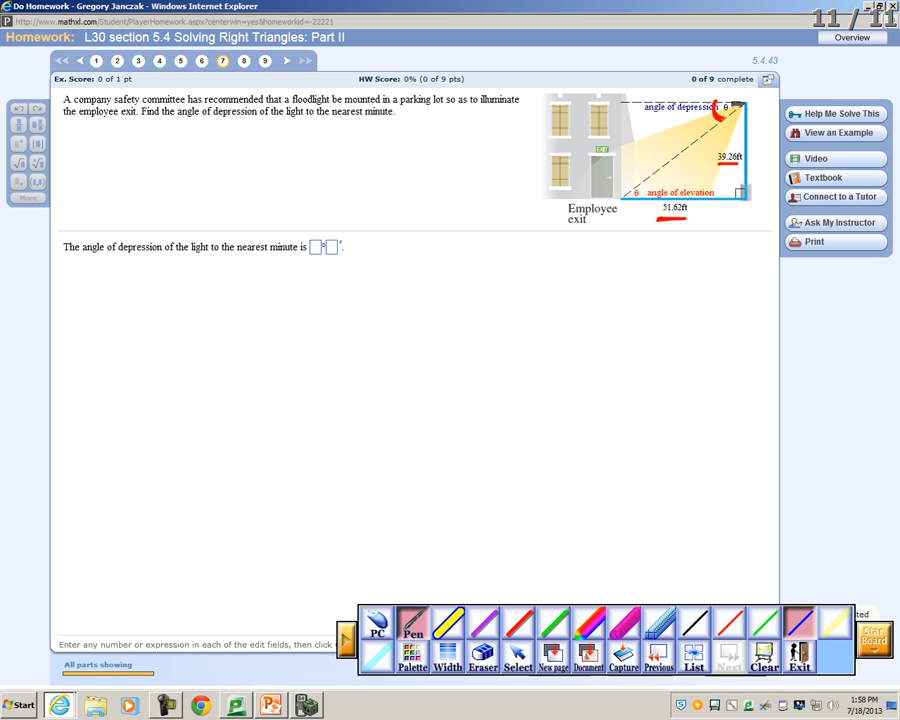 Do Homework - Gregory Janczak - Windows Internet Explorer
http://www.mathxl.com/Student/PlayerHomework.aspx?centerwin=yes&homeworkid=-22221
11 / 11
Homework: L30 section 5.4 Solving Right Triangles: Part II
Overview
1 2 3 4 5 6 7 8 9
5.4.43
Ex. Score: 0 of 1 pt
HW Score: 0% (0 of 9 pts)
0 of 9 complete
A company safety committee has recommended that a floodlight be mounted in a parking lot so as to illuminate
the employee exit. Find the angle of depression of the light to the nearest minute.
angle of depression θ
EXIT
39.26ft
θ angle of elevation
51.62ft
Employee
exit
More
Help Me Solve This
View an Example
Video
Textbook
Connect to a Tutor
Ask My Instructor
Print
The angle of depression of the light to the nearest minute is ° ′.
Enter any number or expression in each of the edit fields, then click
All parts showing
PC
Pen
Palette
Width
Eraser
Select
New page
Document
Capture
Previous
List
Next
Clear
Exit
Star
Board
Start
1:58 PM
7/18/2013